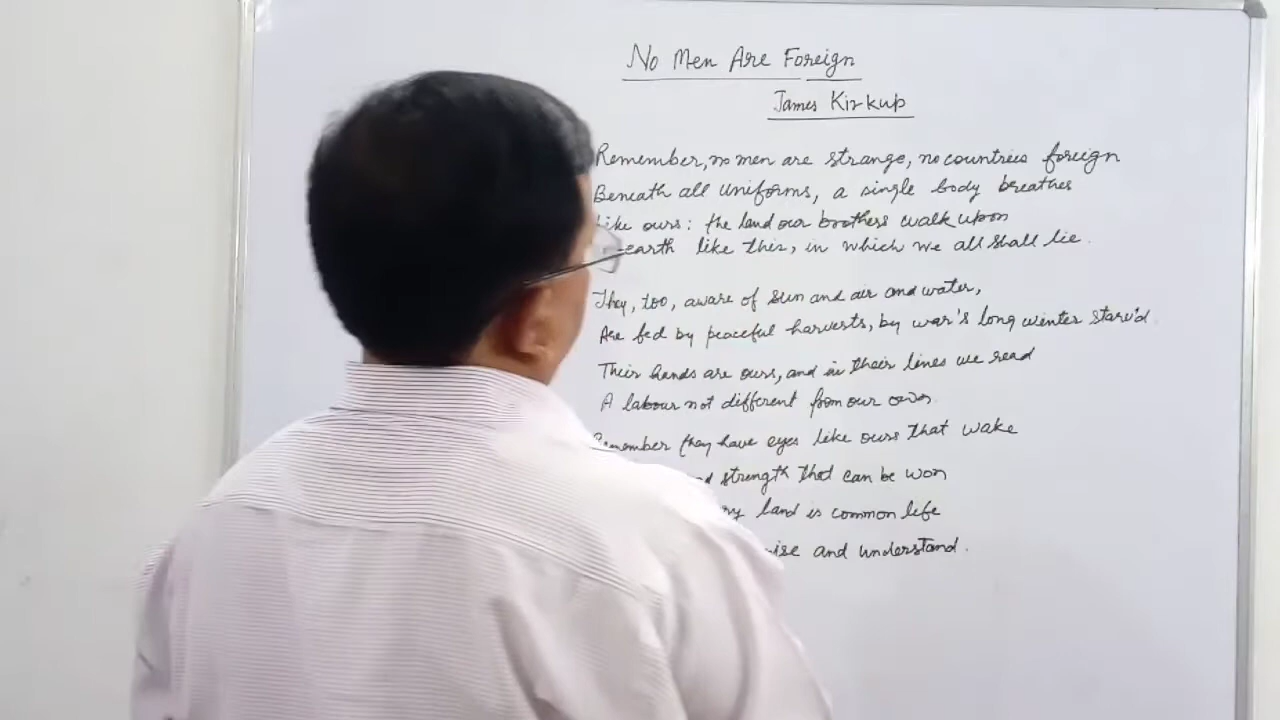 No Men Are Foreign
James Kirkup
Remember, no men are strange, no countries foreign
Beneath all uniforms, a single body breathes
Like ours: the land our brothers walk upon
earth like this, in which we all shall lie.
They, too, aware of sun and air and water,
Are fed by peaceful harvests, by war's long winter starv'd.
Their hands are ours, and in their lines we read
A labour not different from our own.
Remember they have eyes like ours that wake
strength that can be won
land is common life
and understand.